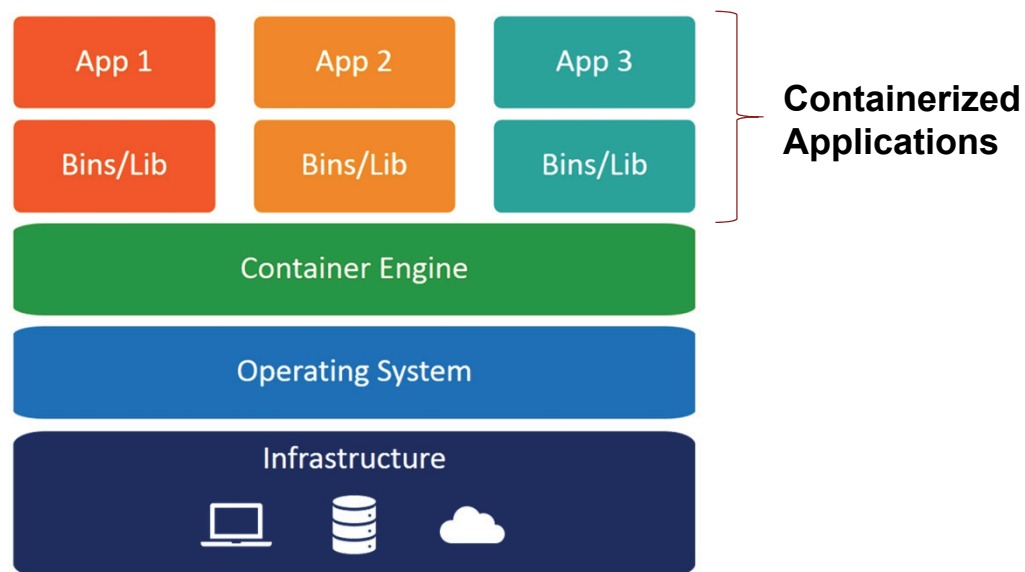 App 1
App 2
App 3
Containerized
Applications
Bins/Lib
Bins/Lib
Bins/Lib
Container Engine
Operating System
Infrastructure